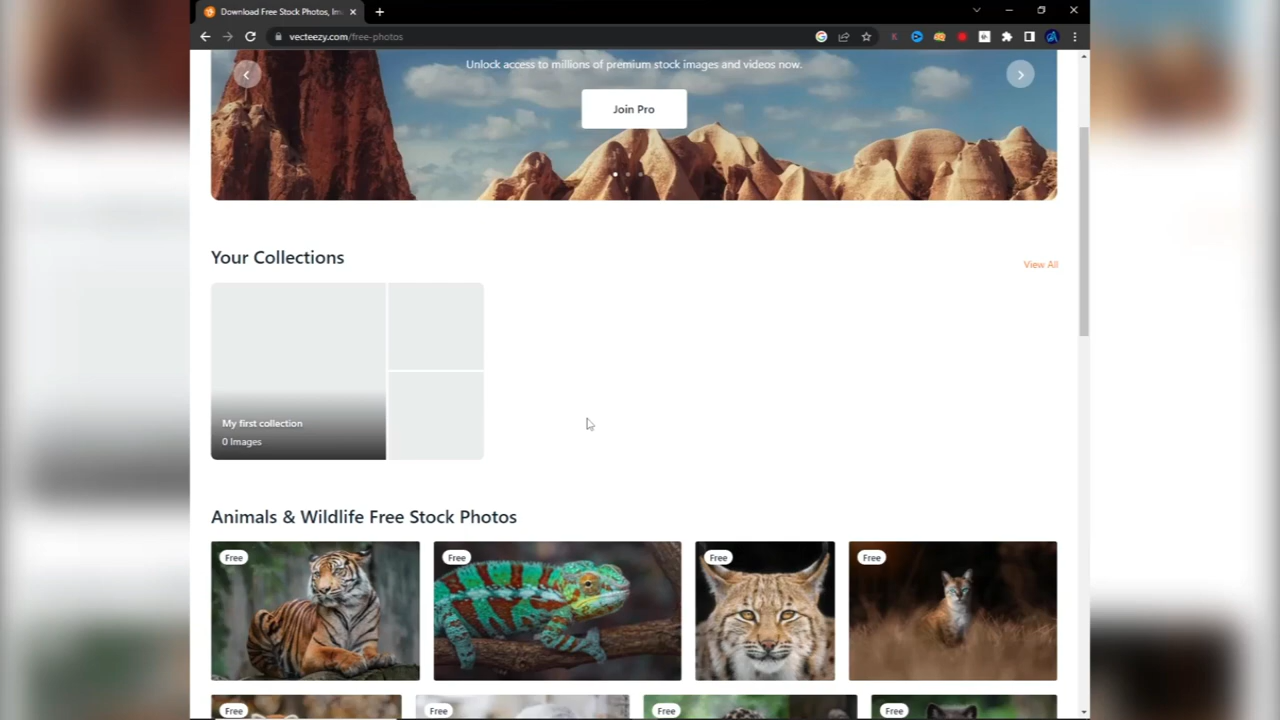 Download Free Stock Photos, Im
vecteezy.com/free-photos
Unlock access to millions of premium stock images and videos now.
Join Pro
Your Collections
View All
My first collection
0 Images
Animals & Wildlife Free Stock Photos
Free
Free
Free
Free
Free
Free
Free
Free